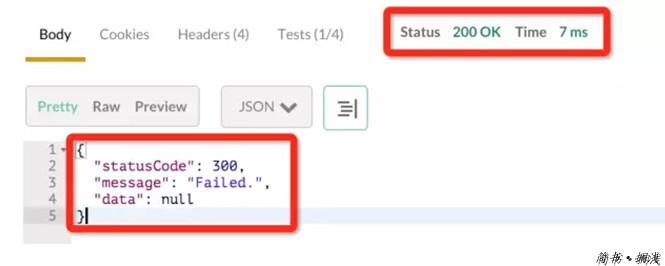 Body Cookies Headers (4) Tests (1/4) Status 200 OK Time 7 ms
Pretty Raw Preview JSON
1 {
2 "statusCode": 300,
3 "message": "Failed.",
4 "data": null
5 }
简书·搁浅